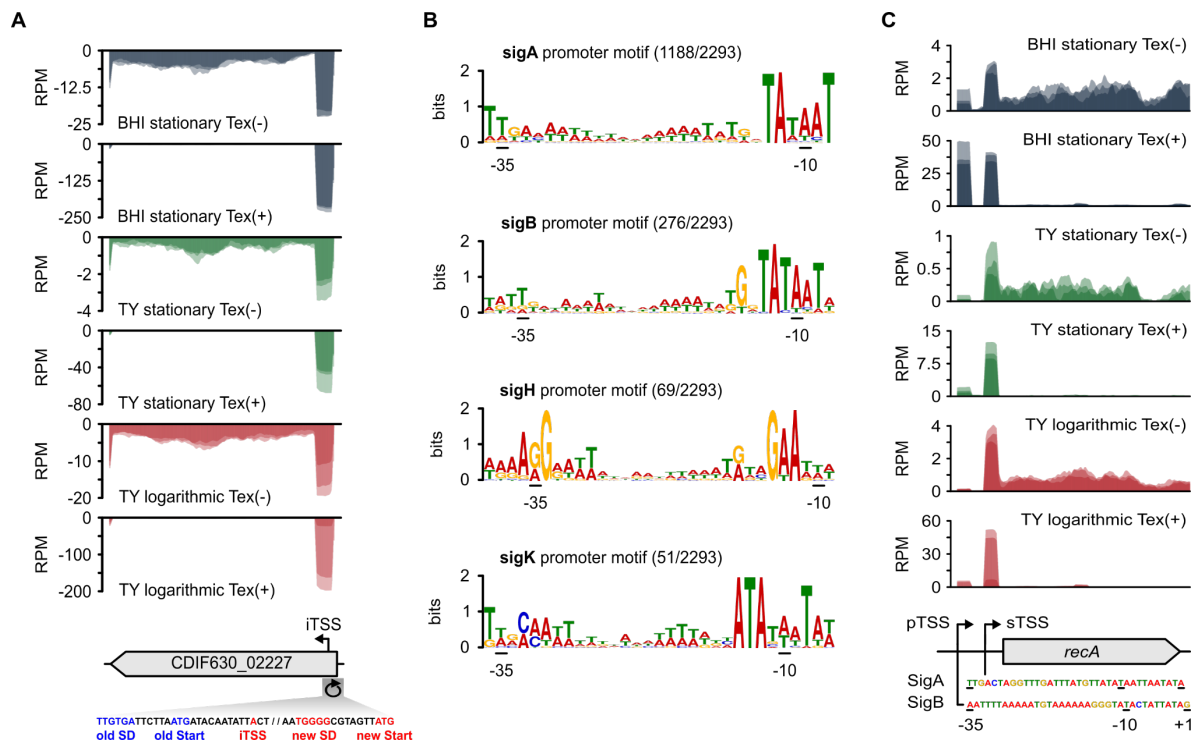 A
RPM
0
-12.5
-25
BHI stationary Tex(-)
RPM
0
-125
-250
BHI stationary Tex(+)
RPM
0
-2
-4
TY stationary Tex(-)
RPM
0
-40
-80
TY stationary Tex(+)
RPM
0
-10
-20
TY logarithmic Tex(-)
RPM
0
-100
-200
TY logarithmic Tex(+)
iTSS
CDIF630_02227
TTGTGATTCTTAATGATACAATATTACT//AATGGGGCGTAGTTATG
old SD old Start iTSS new SD new Start
B
sigA promoter motif (1188/2293)
bits
2
1
0
-35 -10
sigB promoter motif (276/2293)
bits
2
1
0
-35 -10
sigH promoter motif (69/2293)
bits
2
1
0
-35 -10
sigK promoter motif (51/2293)
bits
2
1
0
-35 -10
C
BHI stationary Tex(-)
RPM
4
2
0
BHI stationary Tex(+)
RPM
50
25
0
TY stationary Tex(-)
RPM
1
0.5
0
TY stationary Tex(+)
RPM
15
7.5
0
TY logarithmic Tex(-)
RPM
4
2
0
TY logarithmic Tex(+)
RPM
60
30
0
pTSS sTSS
recA
SigA TTGACTAGGTTTGATTTATGTTATATAATTAATATA
SigB AATTTTAAAAATGTAAAAAAGGGTATACTATTATAG
-35 -10 +1